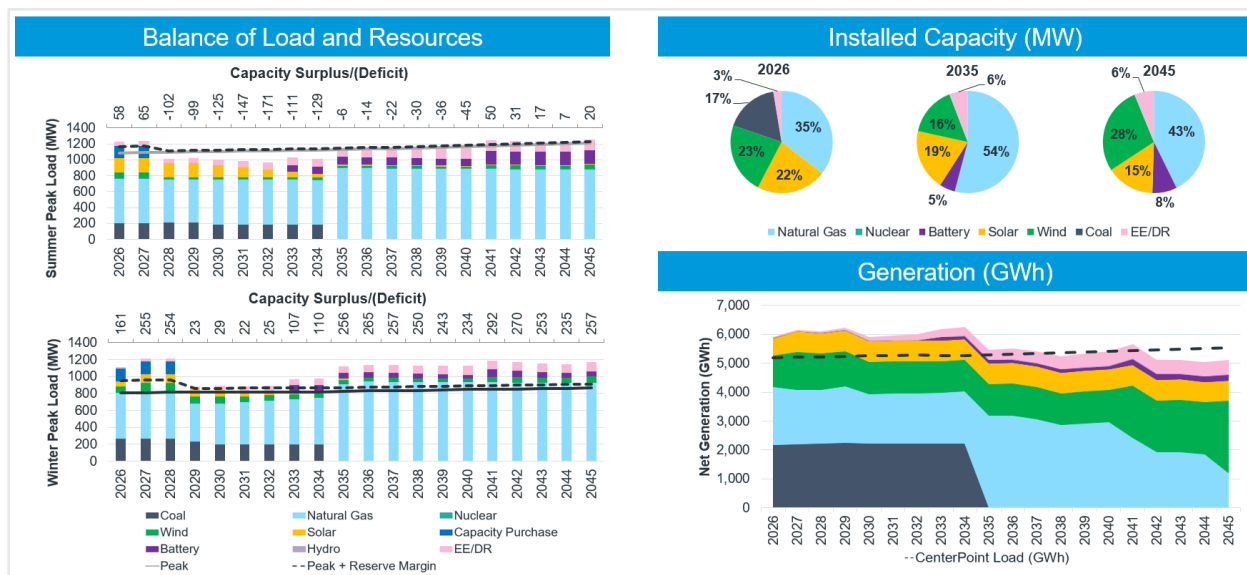 Balance of Load and Resources
Capacity Surplus/(Deficit)
58 65 -102 -99 -125 -147 -171 -111 -129 -6 -14 -22 -30 -36 -45 50 31 17 7 20
Summer Peak Load (MW)
1400
1200
1000
800
600
400
200
0
2026 2027 2028 2029 2030 2031 2032 2033 2034 2035 2036 2037 2038 2039 2040 2041 2042 2043 2044 2045
Capacity Surplus/(Deficit)
161 255 254 23 29 22 25 107 110 256 265 257 250 243 234 292 270 253 235 257
Winter Peak Load (MW)
1400
1200
1000
800
600
400
200
0
2026 2027 2028 2029 2030 2031 2032 2033 2034 2035 2036 2037 2038 2039 2040 2041 2042 2043 2044 2045
Coal Natural Gas Nuclear
Wind Solar Capacity Purchase
Battery Hydro EE/DR
Peak Peak + Reserve Margin
Installed Capacity (MW)
2026
3%
17%
35%
23%
22%
2035
6%
16%
19%
54%
5%
2045
6%
28%
43%
15%
8%
Natural Gas Nuclear Battery Solar Wind Coal EE/DR
Generation (GWh)
Net Generation (GWh)
7,000
6,000
5,000
4,000
3,000
2,000
1,000
0
2026 2027 2028 2029 2030 2031 2032 2033 2034 2035 2036 2037 2038 2039 2040 2041 2042 2043 2044 2045
--CenterPoint Load (GWh)